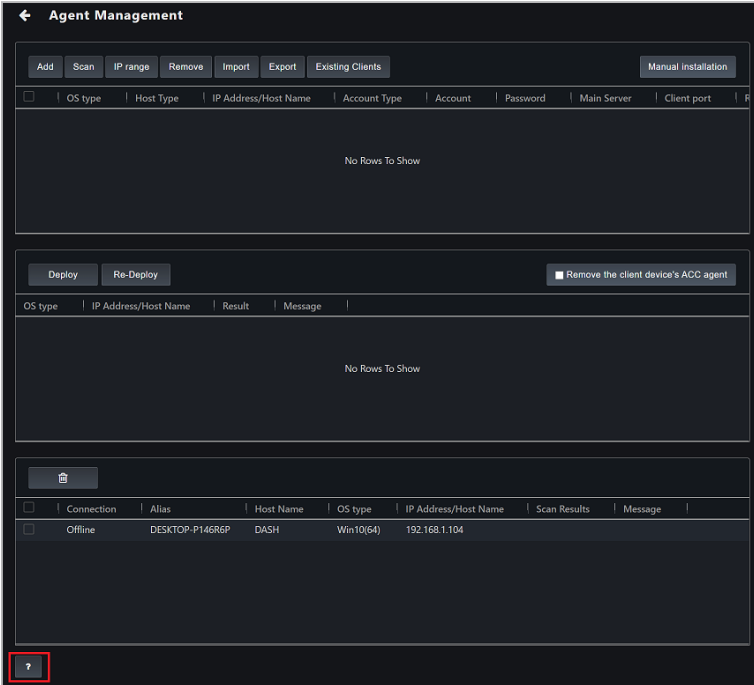 Agent Management
Add Scan IP range Remove Import Export Existing Clients Manual installation
OS type Host Type IP Address/Host Name Account Type Account Password Main Server Client port R
No Rows To Show
Deploy Re-Deploy Remove the client device's ACC agent
OS type IP Address/Host Name Result Message
No Rows To Show
Connection Alias Host Name OS type IP Address/Host Name Scan Results Message
Offline DESKTOP-P146R6P DASH Win10(64) 192.168.1.104
?